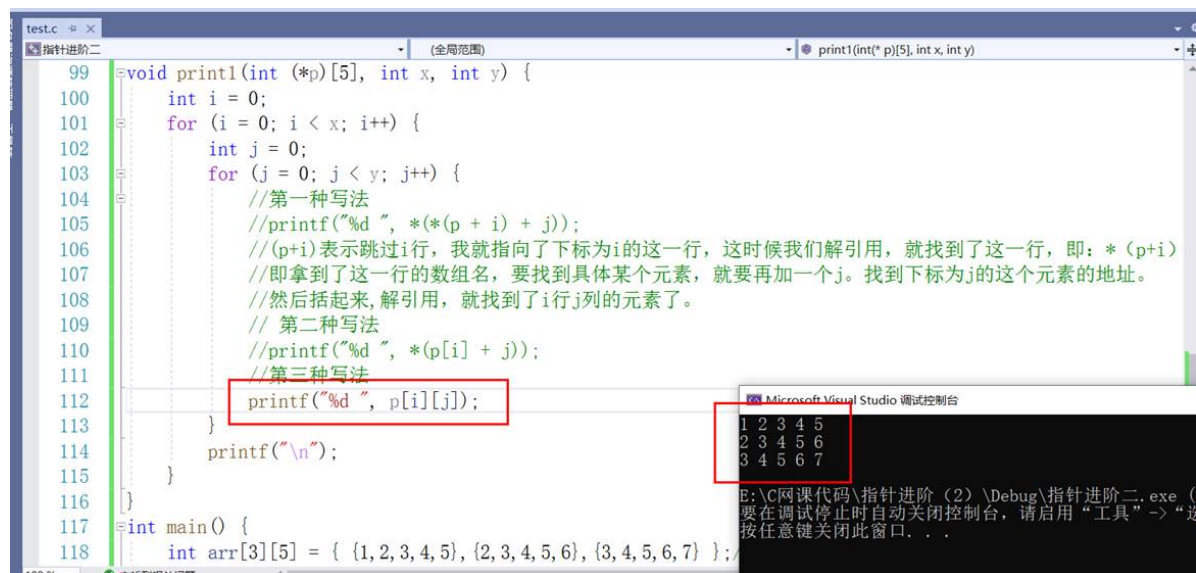 test.c
指针进阶二
(全局范围)
print1(int(* p)[5], int x, int y)
99 void print1(int (*p)[5], int x, int y) {
100 int i = 0;
101 for (i = 0; i < x; i++) {
102 int j = 0;
103 for (j = 0; j < y; j++) {
104 //第一种写法
105 //printf("%d ", *(*(p + i) + j));
106 //(p+i)表示跳过i行，我就指向了下标为i的这一行，这时候我们解引用，就找到了这一行，即：*（p+i）
107 //即拿到了这一行的数组名，要找到具体某个元素，就要再加一个j。找到下标为j的这个元素的地址。
108 //然后括起来,解引用，就找到了i行j列的元素了。
109 // 第二种写法
110 //printf("%d ", *(p[i] + j));
111 //第三种写法
112 printf("%d ", p[i][j]);
113 }
114 printf("\n");
115 }
116 }
117 int main() {
118 int arr[3][5] = { {1,2,3,4,5},{2,3,4,5,6},{3,4,5,6,7} };/
Microsoft Visual Studio 调试控制台
1 2 3 4 5
2 3 4 5 6
3 4 5 6 7
E:\C网课代码\指针进阶（2）\Debug\指针进阶二.exe (
要在调试停止时自动关闭控制台，请启用“工具”->“
按任意键关闭此窗口. . .